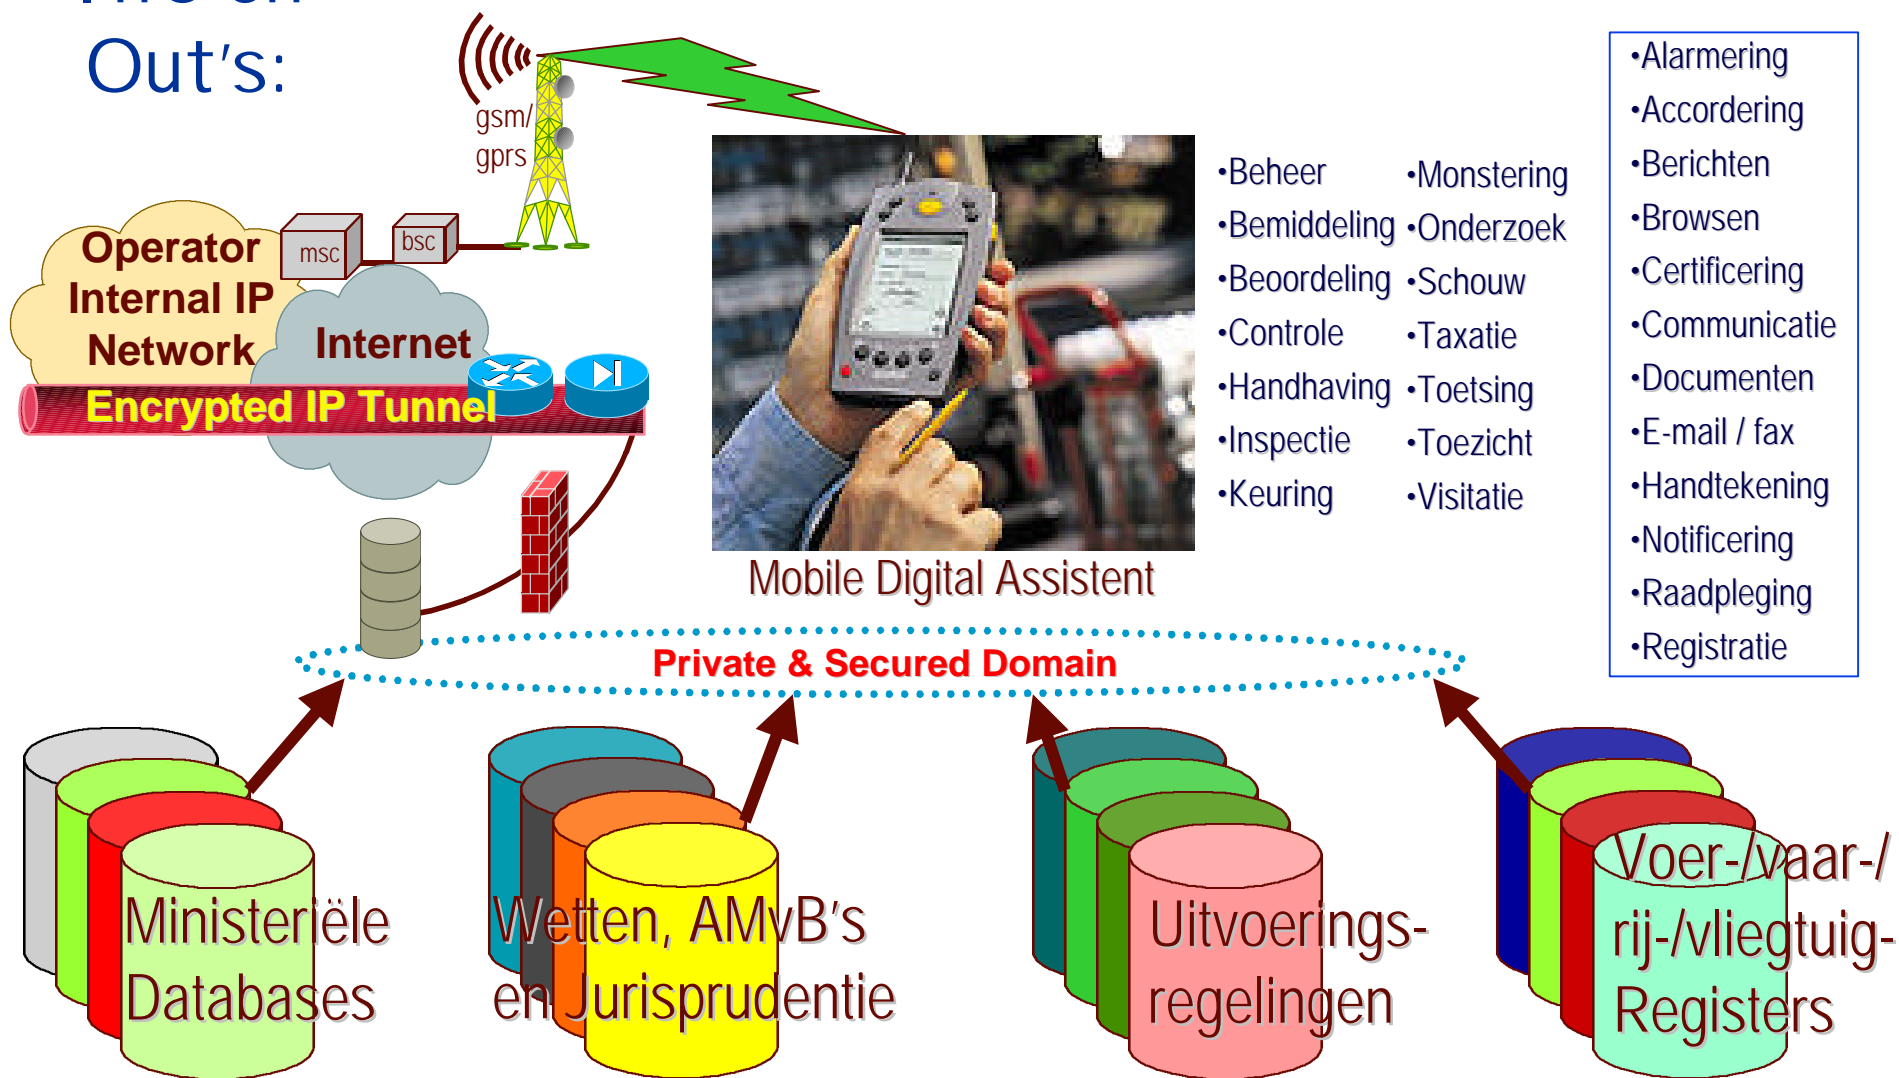 Out's:
gsm/
gprs
Operator
Internal IP
Network
msc
bsc
Internet
Encrypted IP Tunnel
Mobile Digital Assistent
•Beheer
•Bemiddeling
•Beoordeling
•Controle
•Handhaving
•Inspectie
•Keuring
•Monstering
•Onderzoek
•Schouw
•Taxatie
•Toetsing
•Toezicht
•Visitatie
•Alarmering
•Accordering
•Berichten
•Browsen
•Certificering
•Communicatie
•Documenten
•E-mail / fax
•Handtekening
•Notificering
•Raadpleging
•Registratie
Private & Secured Domain
Ministeriële
Databases
Wetten, AMvB's
en Jurisprudentie
Uitvoerings-
regelingen
Voer-/vaar-/
rij-/vliegtuig-
Registers